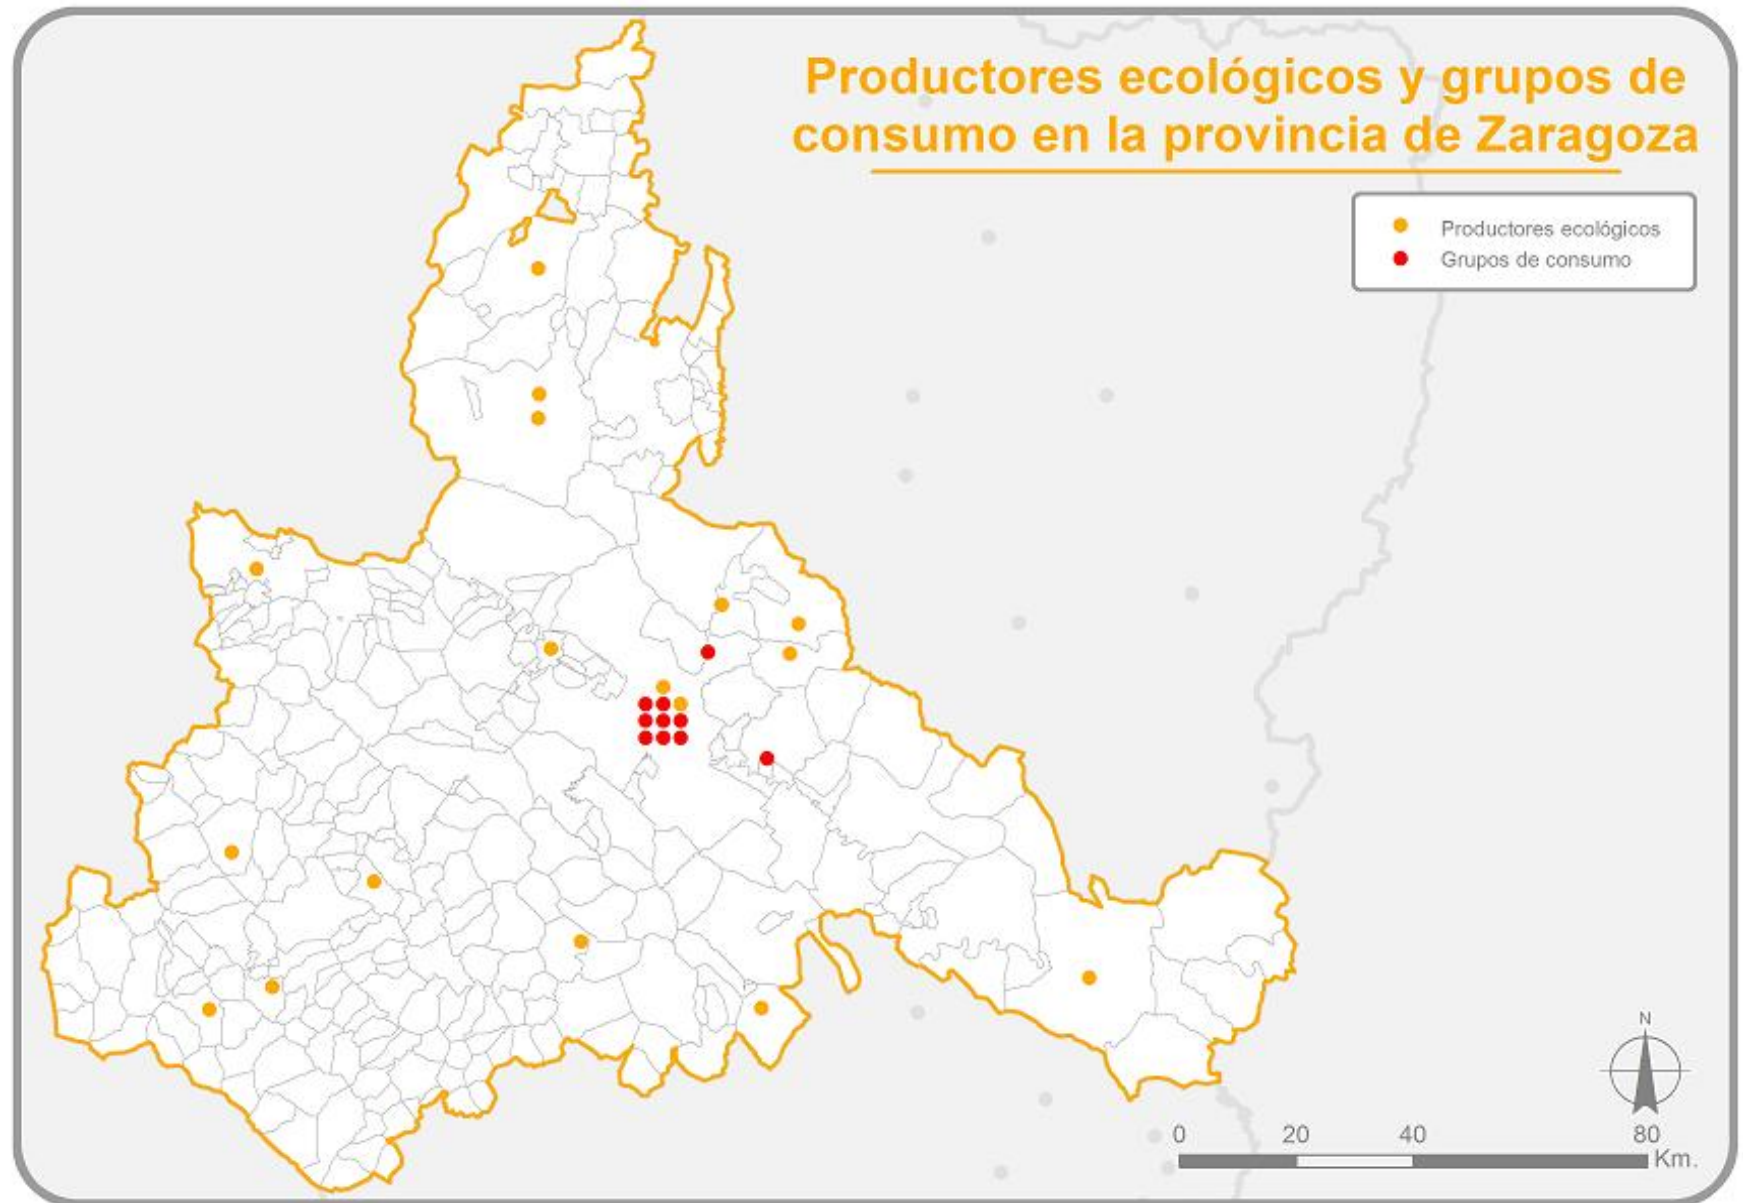 Productores ecológicos y grupos de
consumo en la provincia de Zaragoza
Productores ecológicos
Grupos de consumo
N
0 20 40 80
Km.